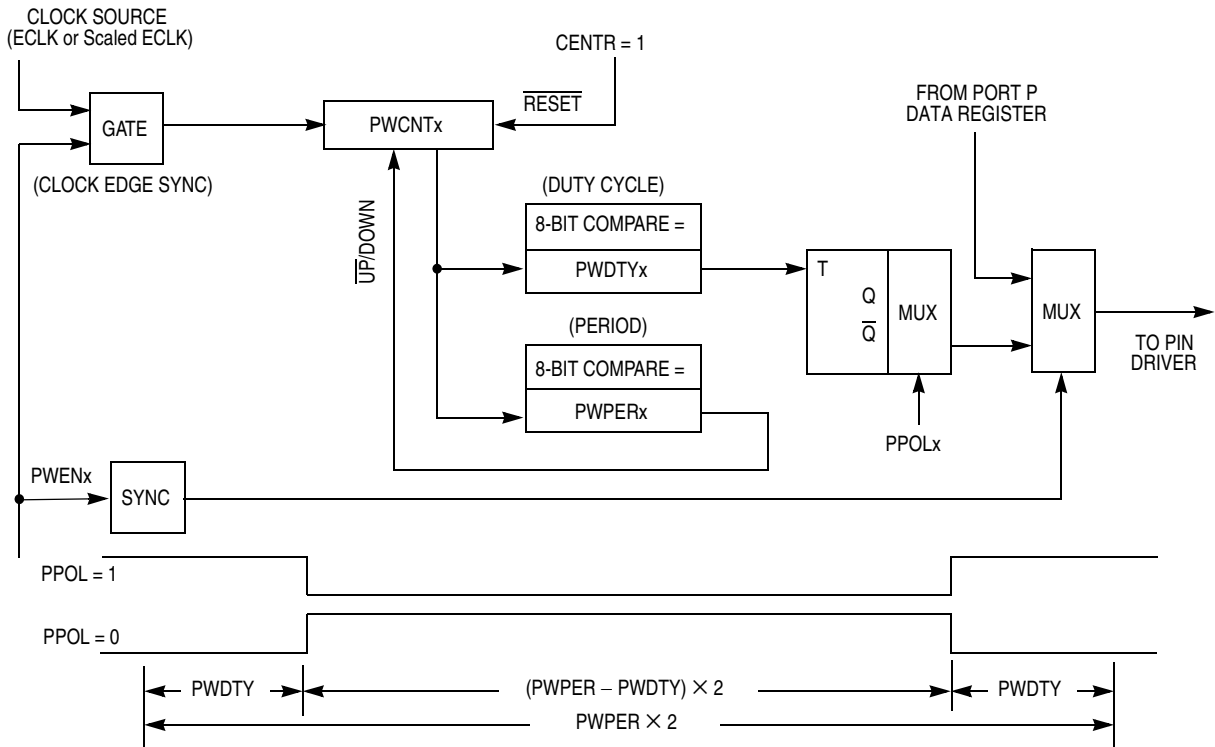 CLOCK SOURCE
(ECLK or Scaled ECLK)
CENTR = 1
RESET
FROM PORT P
DATA REGISTER
GATE
PWCNTx
(CLOCK EDGE SYNC)
UP/DOWN
(DUTY CYCLE)
8-BIT COMPARE =
PWDTYx
T
Q
Q
MUX
MUX
TO PIN
DRIVER
(PERIOD)
8-BIT COMPARE =
PWPERx
PPOLx
PWENx
SYNC
PPOL = 1
PPOL = 0
PWDTY
(PWPER – PWDTY) × 2
PWDTY
PWPER × 2